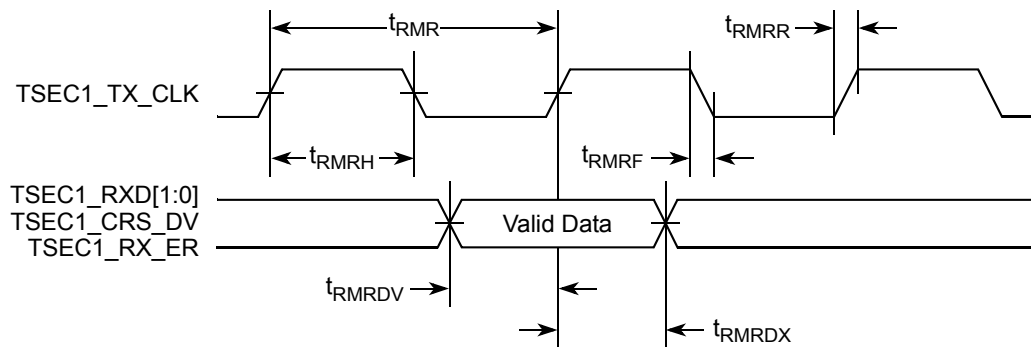 tRMR
tRMRR
TSEC1_TX_CLK
tRMRH
tRMRF
TSEC1_RXD[1:0]
TSEC1_CRS_DV
Valid Data
TSEC1_RX_ER
tRMRDV
tRMRDX